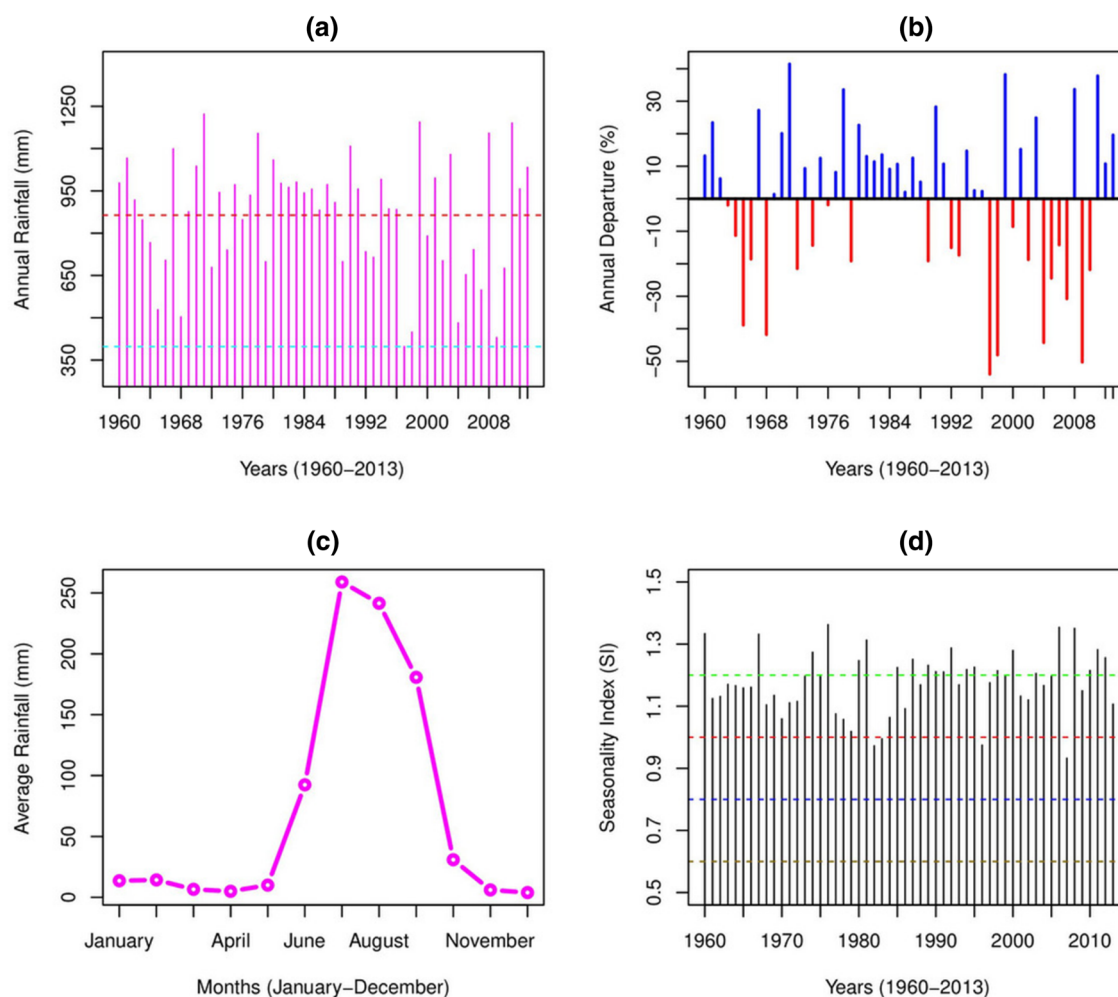 (a)
Annual Rainfall (mm)
1250
950
650
350
1960 1968 1976 1984 1992 2000 2008
Years (1960−2013)
(b)
Annual Departure (%)
30
10
−10
−30
−50
1960 1968 1976 1984 1992 2000 2008
Years (1960−2013)
(c)
Average Rainfall (mm)
250
200
150
100
50
0
January April June August November
Months (January−December)
(d)
Seasonality Index (SI)
1.5
1.3
1.1
0.9
0.7
0.5
1960 1970 1980 1990 2000 2010
Years (1960−2013)